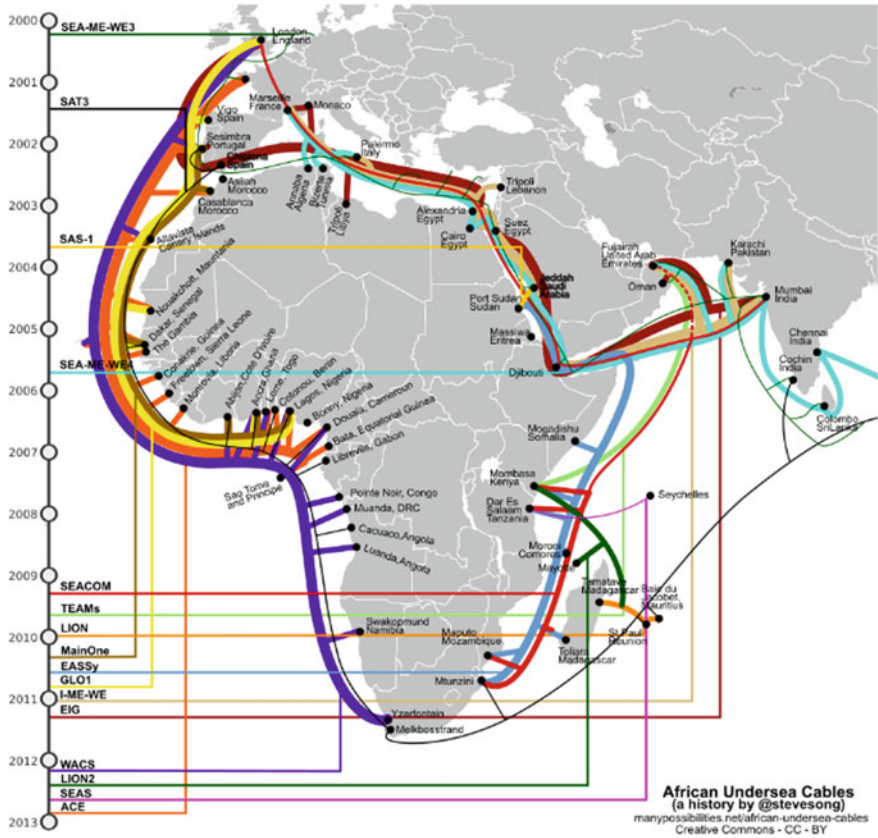 2000
SEA-ME-WE3
London
England
2001
SAT3
Marseille
France
Monaco
Vigo
Spain
2002
Sesimbra
Portugal
Palermo
Italy
Chipiona
Spain
Asilah
Morocco
Annaba
Algeria
Bizerte
Tunisia
Tripoli
Lebanon
2003
Casablanca
Morocco
Tripoli
Libya
Alexandria
Egypt
Suez
Egypt
Cairo
Egypt
Altavista
Canary Islands
Fujairah
United Arab
Emirates
Karachi
Pakistan
SAS-1
2004
Nouakchott, Mauritania
Jeddah
Saudi
Arabia
Oman
Mumbai
India
Port Sudan
Sudan
Dakar, Senegal
The Gambia
2005
Massiwa
Eritrea
Chennai
India
Conakrie, Guinea
Freetown, Sierra Leone
Monrovia, Liberia
SEA-ME-WE4
Djibouti
Cochin
India
2006
Abijan, Cote D'ivoire
Accra, Ghana
Lome, Togo
Cotonou, Benin
Lagos, Nigeria
Bonny, Nigeria
Douala, Cameroun
Bata, Equatorial Guinea
Libreville, Gabon
Colombo
Sri Lanka
Mogadishu
Somalia
2007
Sao Tome
and Principe
Mombasa
Kenya
Pointe Noir, Congo
Dar Es
Salaam
Tanzania
Seychelles
Muanda, DRC
2008
Cacuaco,Angola
Luanda,Angola
Moroni
Comoros
Mayotte
2009
SEACOM
Tamatave
Madagascar
Baie du
Jacobet,
Mauritius
TEAMs
LION
2010
Swakopmund
Namibia
Maputo
Mozambique
St Paul
Reunion
Toliara
Madagascar
MainOne
EASSy
GLO1
Mtunzini
2011
I-ME-WE
EIG
Yzerfontein
Melkbosstrand
2012
WACS
LION2
SEAS
ACE
2013
African Undersea Cables
(a history by @stevesong)
manypossibilities.net/african-undersea-cables
Creative Commons - CC - BY